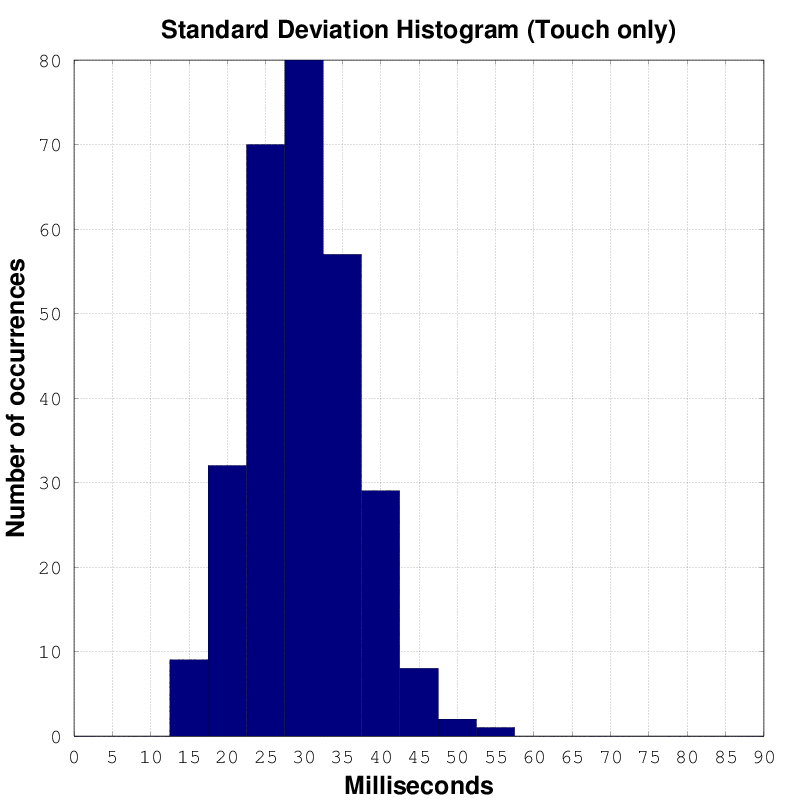 Standard Deviation Histogram (Touch only)
80
70
60
50
40
30
20
10
0
0 5 10 15 20 25 30 35 40 45 50 55 60 65 70 75 80 85 90
Number of occurrences
Milliseconds